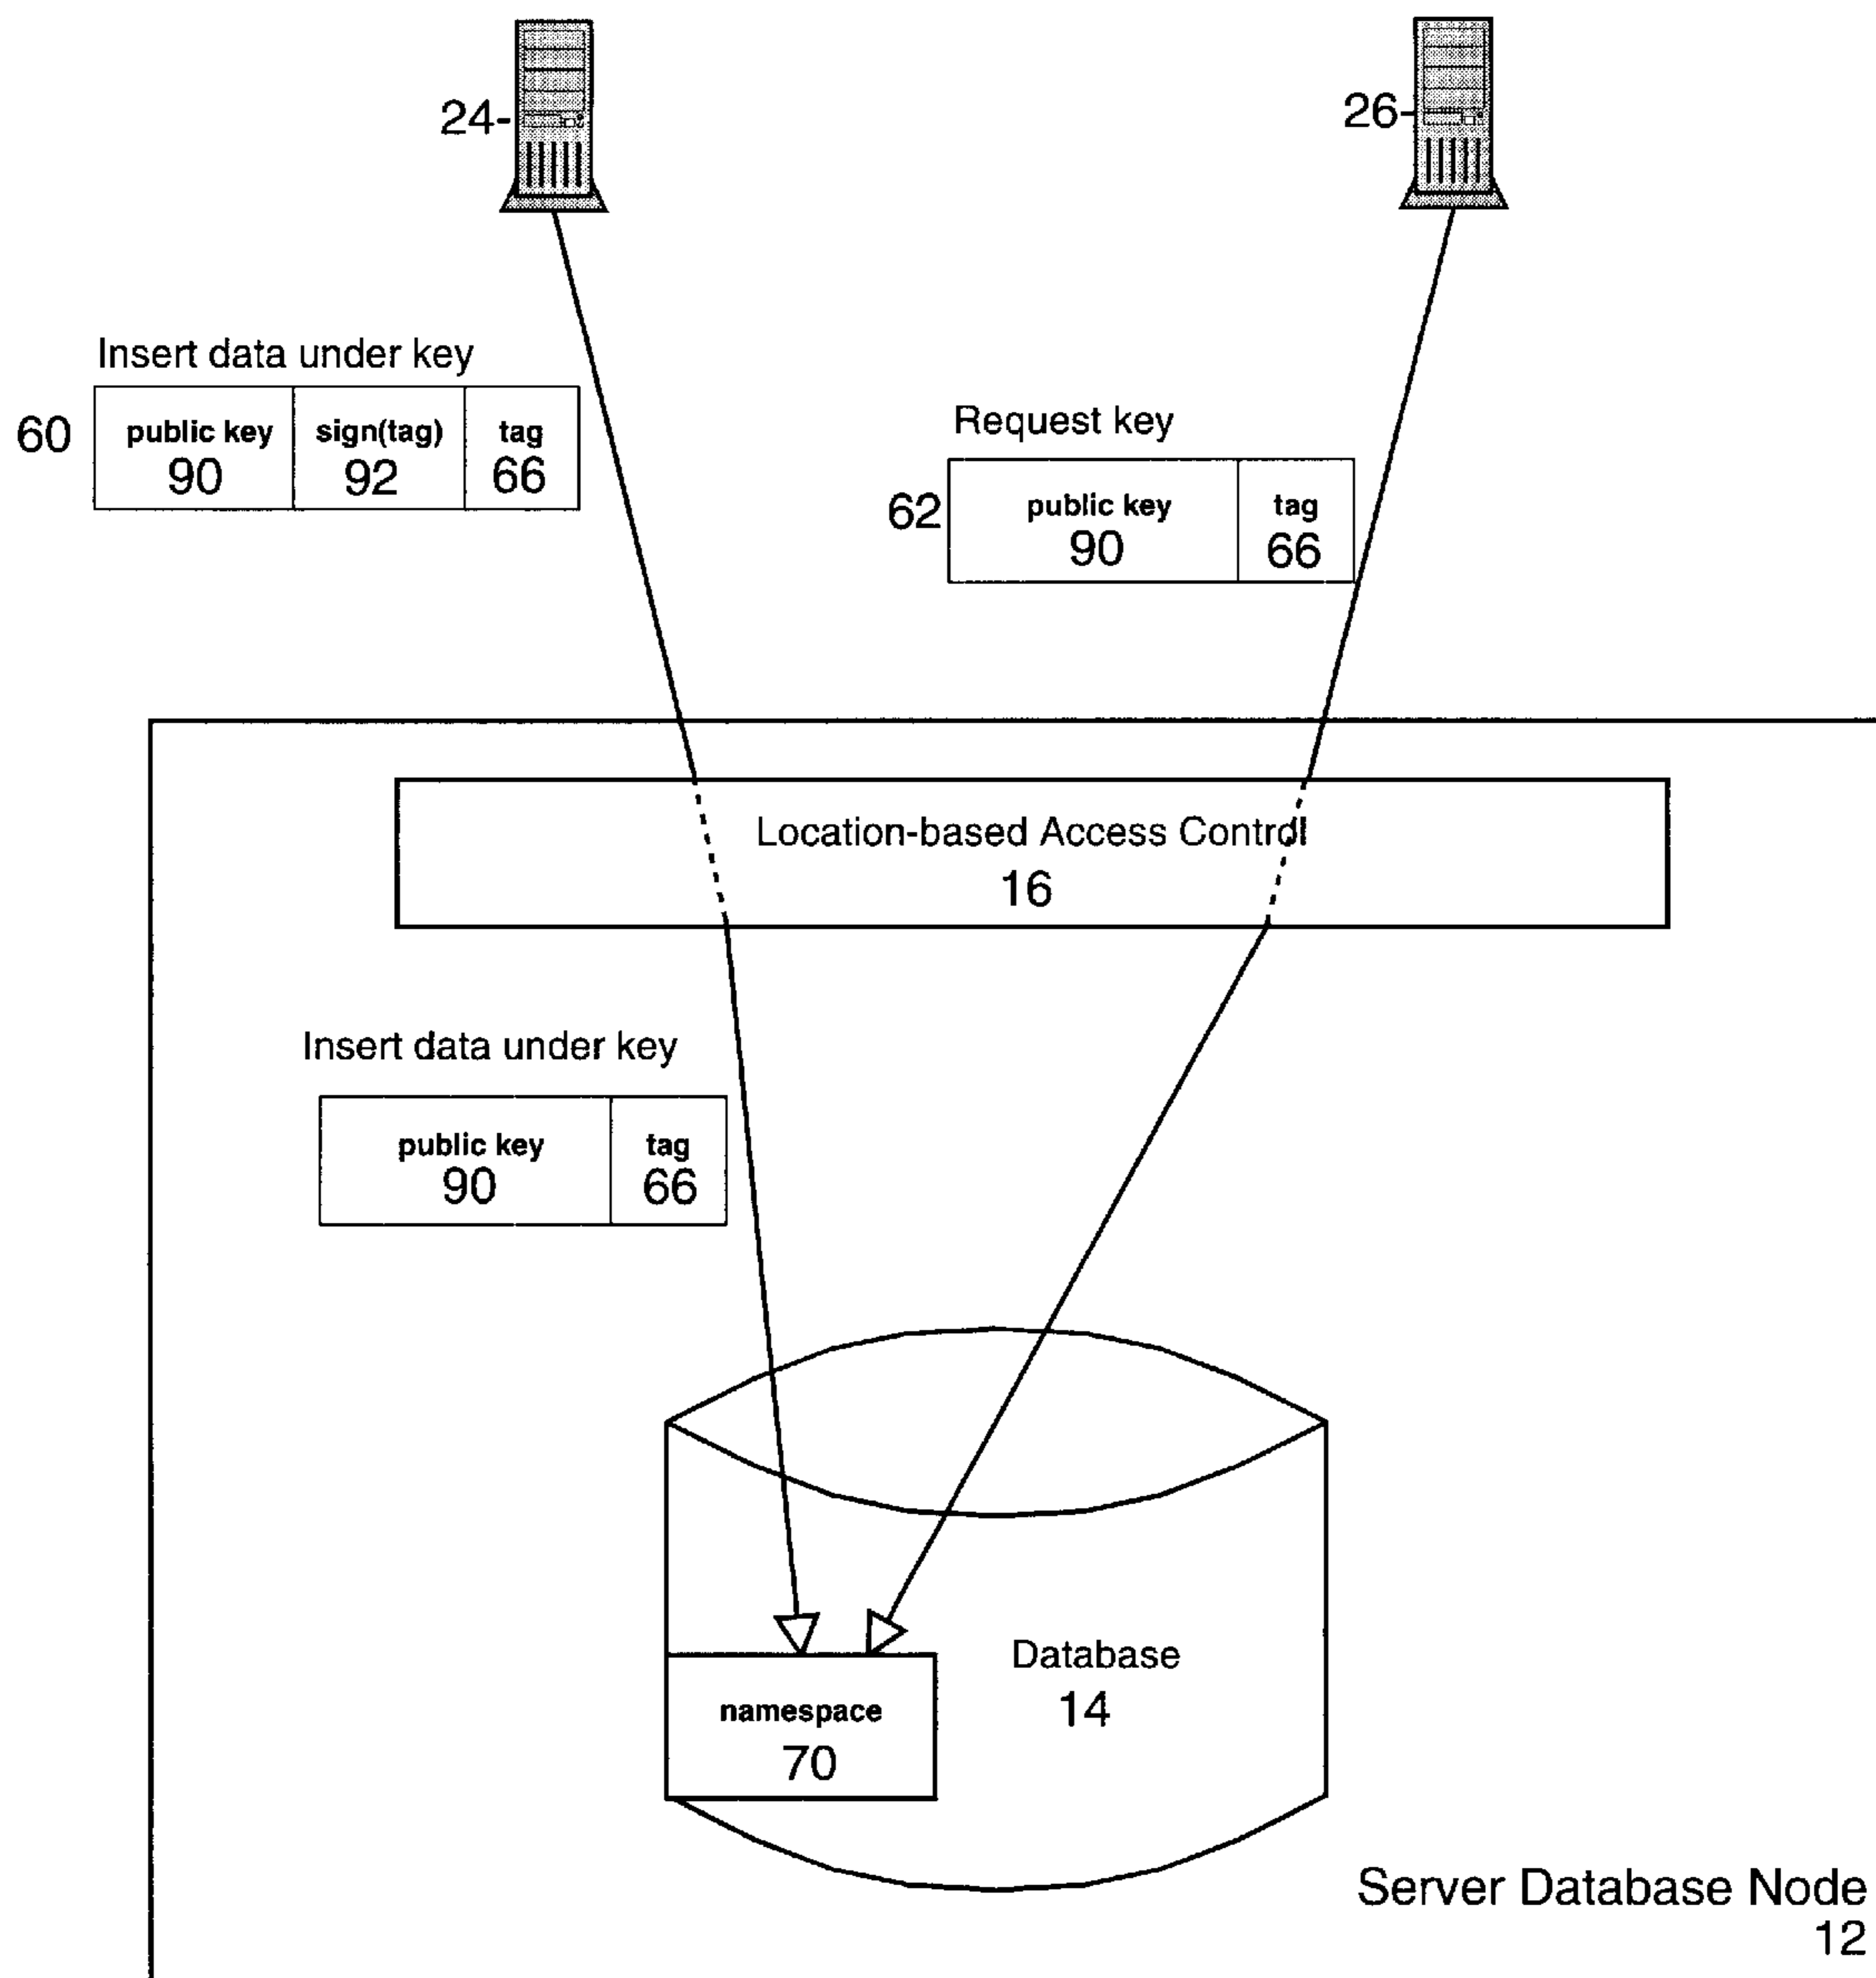 24-
26-
Insert data under key
60
public key sign(tag) tag
90 92 66
Request key
62
public key tag
90 66
Location-based Access Control
16
Insert data under key
public key tag
90 66
Database
14
namespace
70
Server Database Node
12